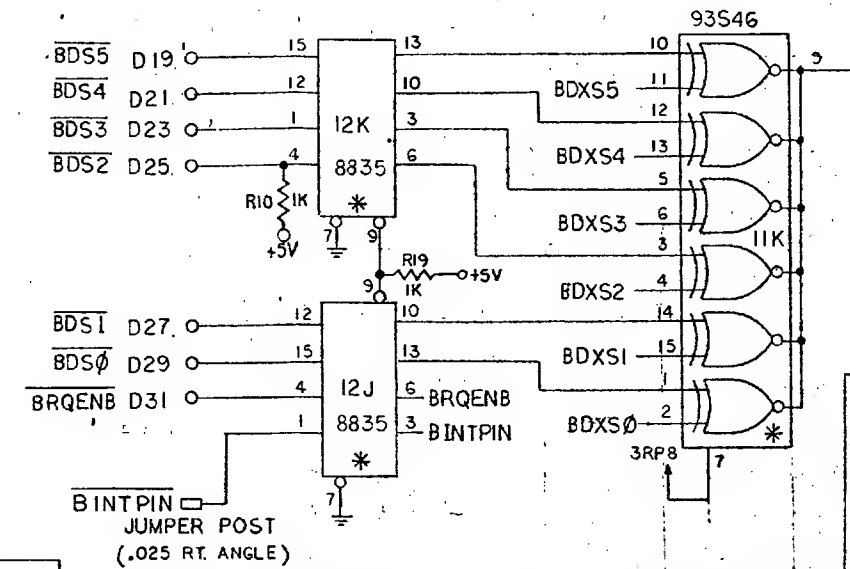 93S46
BDS5 D19 15 13 10 9
BDXS5 11
BDS4 D21 12 10 12
BDXS4 13
BDS3 D23 1 12K 3 5
BDXS3 6
BDS2 D25 4 8835 6 3
R10 1K * 11K
+5V 7 9
BDXS2 4
R19 1K +5V
9
BDS1 D27 12 10 14
BDXS1 15
BDSØ D29 15 13 1
BRQENB D31 4 12J 6 BRQENB
BDXSØ 2
1 8835 3 BINTPIN
* *
3RP8 7
7
BINTPIN
JUMPER POST
(.025 RT. ANGLE)